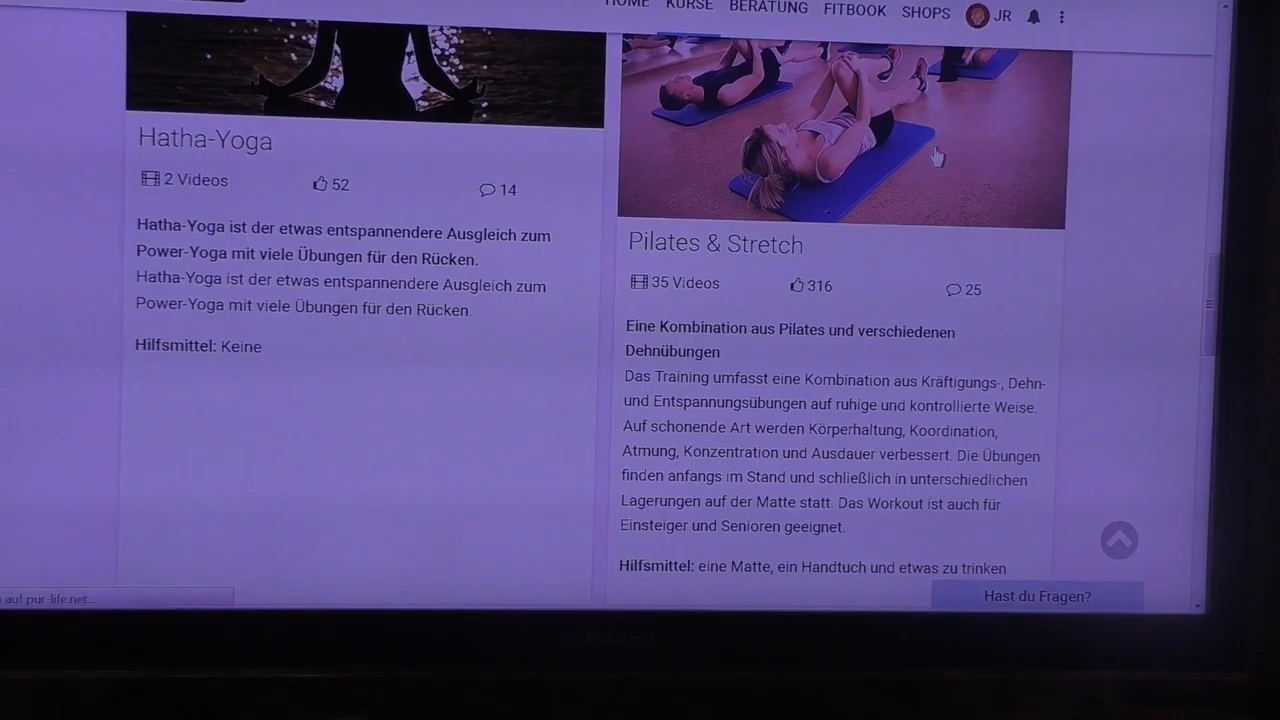 HOME KURSE BERATUNG FITBOOK SHOPS JR
Hatha-Yoga
2 Videos 52 14
Hatha-Yoga ist der etwas entspannendere Ausgleich zum
Power-Yoga mit viele Übungen für den Rücken.
Hatha-Yoga ist der etwas entspannendere Ausgleich zum
Power-Yoga mit viele Übungen für den Rücken.
Hilfsmittel: Keine
Pilates & Stretch
35 Videos 316 25
Eine Kombination aus Pilates und verschiedenen
Dehnübungen
Das Training umfasst eine Kombination aus Kräftigungs-, Dehn-
und Entspannungsübungen auf ruhige und kontrollierte Weise.
Auf schonende Art werden Körperhaltung, Koordination,
Atmung, Konzentration und Ausdauer verbessert. Die Übungen
finden anfangs im Stand und schließlich in unterschiedlichen
Lagerungen auf der Matte statt. Das Workout ist auch für
Einsteiger und Senioren geeignet.
Hilfsmittel: eine Matte, ein Handtuch und etwas zu trinken
Hast du Fragen?
auf pur-life.net...